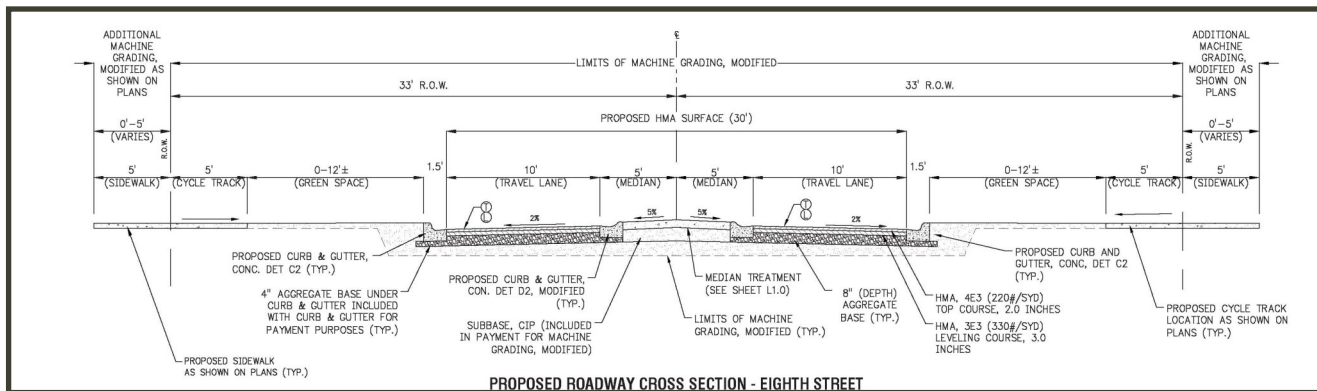 ADDITIONAL
MACHINE
GRADING,
MODIFIED AS
SHOWN ON
PLANS
℄
LIMITS OF MACHINE GRADING, MODIFIED
ADDITIONAL
MACHINE
GRADING,
MODIFIED AS
SHOWN ON
PLANS
33' R.O.W.
33' R.O.W.
0'-5'
(VARIES)
R.O.W.
PROPOSED HMA SURFACE (30')
R.O.W.
0'-5'
(VARIES)
5'
(SIDEWALK)
5'
(CYCLE TRACK)
0-12'±
(GREEN SPACE)
1.5'
10'
(TRAVEL LANE)
5'
(MEDIAN)
5'
(MEDIAN)
10'
(TRAVEL LANE)
1.5'
0-12'±
(GREEN SPACE)
5'
(CYCLE TRACK)
5'
(SIDEWALK)
T
L
2%
5%
5%
T
L
2%
PROPOSED CURB & GUTTER,
CONC. DET C2 (TYP.)
4" AGGREGATE BASE UNDER
CURB & GUTTER INCLUDED
WITH CURB & GUTTER FOR
PAYMENT PURPOSES (TYP.)
PROPOSED SIDEWALK
AS SHOWN ON PLANS (TYP.)
PROPOSED CURB & GUTTER,
CON. DET D2, MODIFIED
(TYP.)
SUBBASE, CIP (INCLUDED
IN PAYMENT FOR MACHINE
GRADING, MODIFIED)
MEDIAN TREATMENT
(SEE SHEET L1.0)
LIMITS OF MACHINE
GRADING, MODIFIED (TYP.)
8" (DEPTH)
AGGREGATE
BASE (TYP.)
PROPOSED CURB AND
GUTTER, CONC, DET C2
(TYP.)
HMA, 4E3 (220#/SYD)
TOP COURSE, 2.0 INCHES
HMA, 3E3 (330#/SYD)
LEVELING COURSE, 3.0
INCHES
PROPOSED CYCLE TRACK
LOCATION AS SHOWN ON
PLANS (TYP.)
PROPOSED ROADWAY CROSS SECTION - EIGHTH STREET